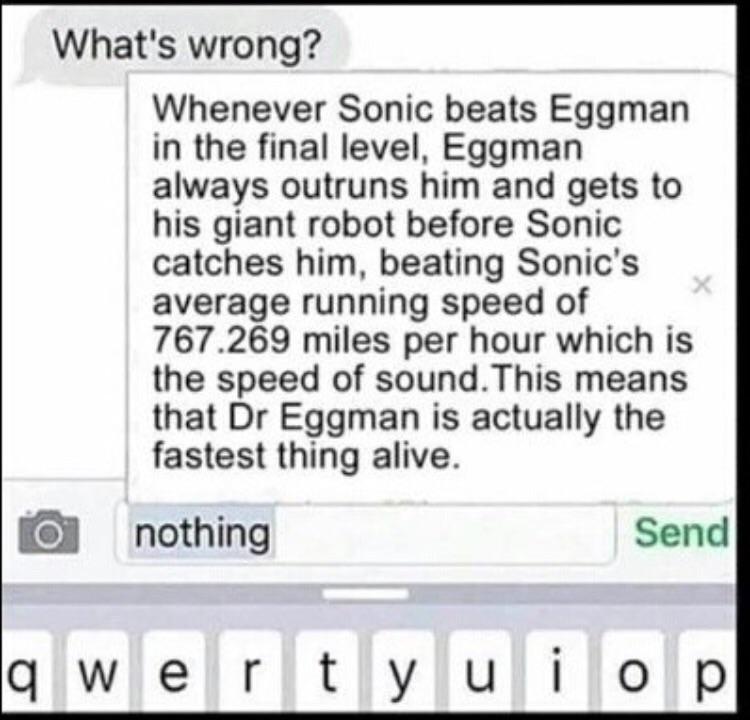 What's wrong?
Whenever Sonic beats Eggman
in the final level, Eggman
always outruns him and gets to
his giant robot before Sonic
catches him, beating Sonic's
average running speed of
767.269 miles per hour which is
the speed of sound.This means
that Dr Eggman is actually the
fastest thing alive.
×
nothing
Send
q w e r t y u i o p